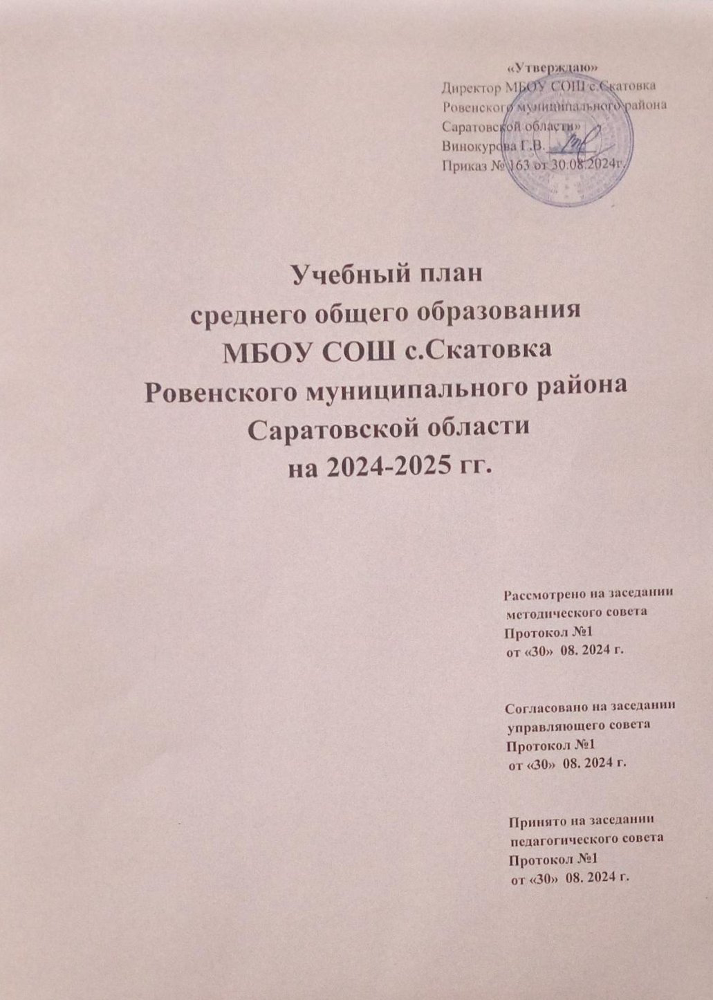 «Утверждаю»
Директор МБОУ СОШ с.Скатовка
Ровенского муниципального района
Саратовской области»
Винокурова Г.В.
Приказ № 163 от 30.08.2024г.
Учебный план
среднего общего образования
МБОУ СОШ с.Скатовка
Ровенского муниципального района
Саратовской области
на 2024-2025 гг.
Рассмотрено на заседании
методического совета
Протокол №1
от «30» 08. 2024 г.
Согласовано на заседании
управляющего совета
Протокол №1
от «30» 08. 2024 г.
Принято на заседании
педагогического совета
Протокол №1
от «30» 08. 2024 г.